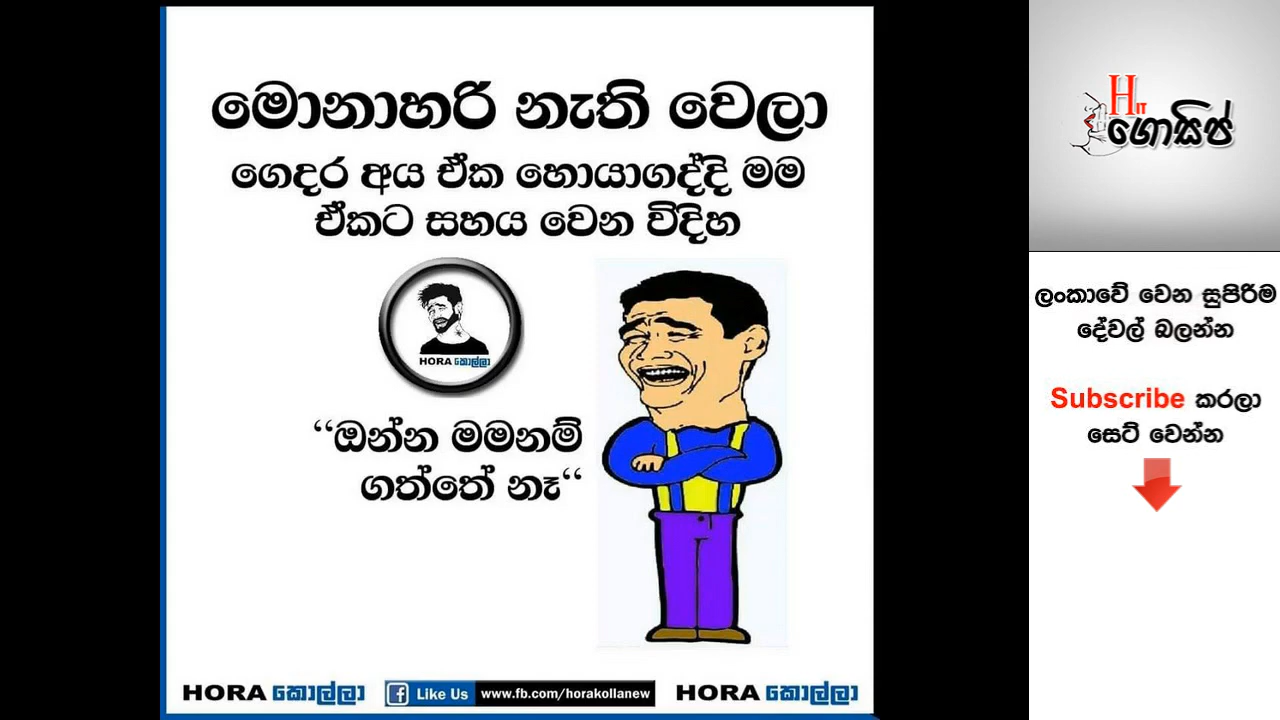 මොනාහරි නැති වෙලා
ගෙදර අය ඒක හොයාගද්දි මම
ඒකට සහය වෙන විදිහ
HORA කොල්ලා
“ඔන්න මමනම්
ගත්තේ නෑ“
HORA කොල්ලා
Like Us
www.fb.com/horakollanew
HORA කොල්ලා
HIT
ගොසිප්
ලංකාවේ වෙන සුපිරිම
දේවල් බලන්න
Subscribe කරලා
සෙට් වෙන්න